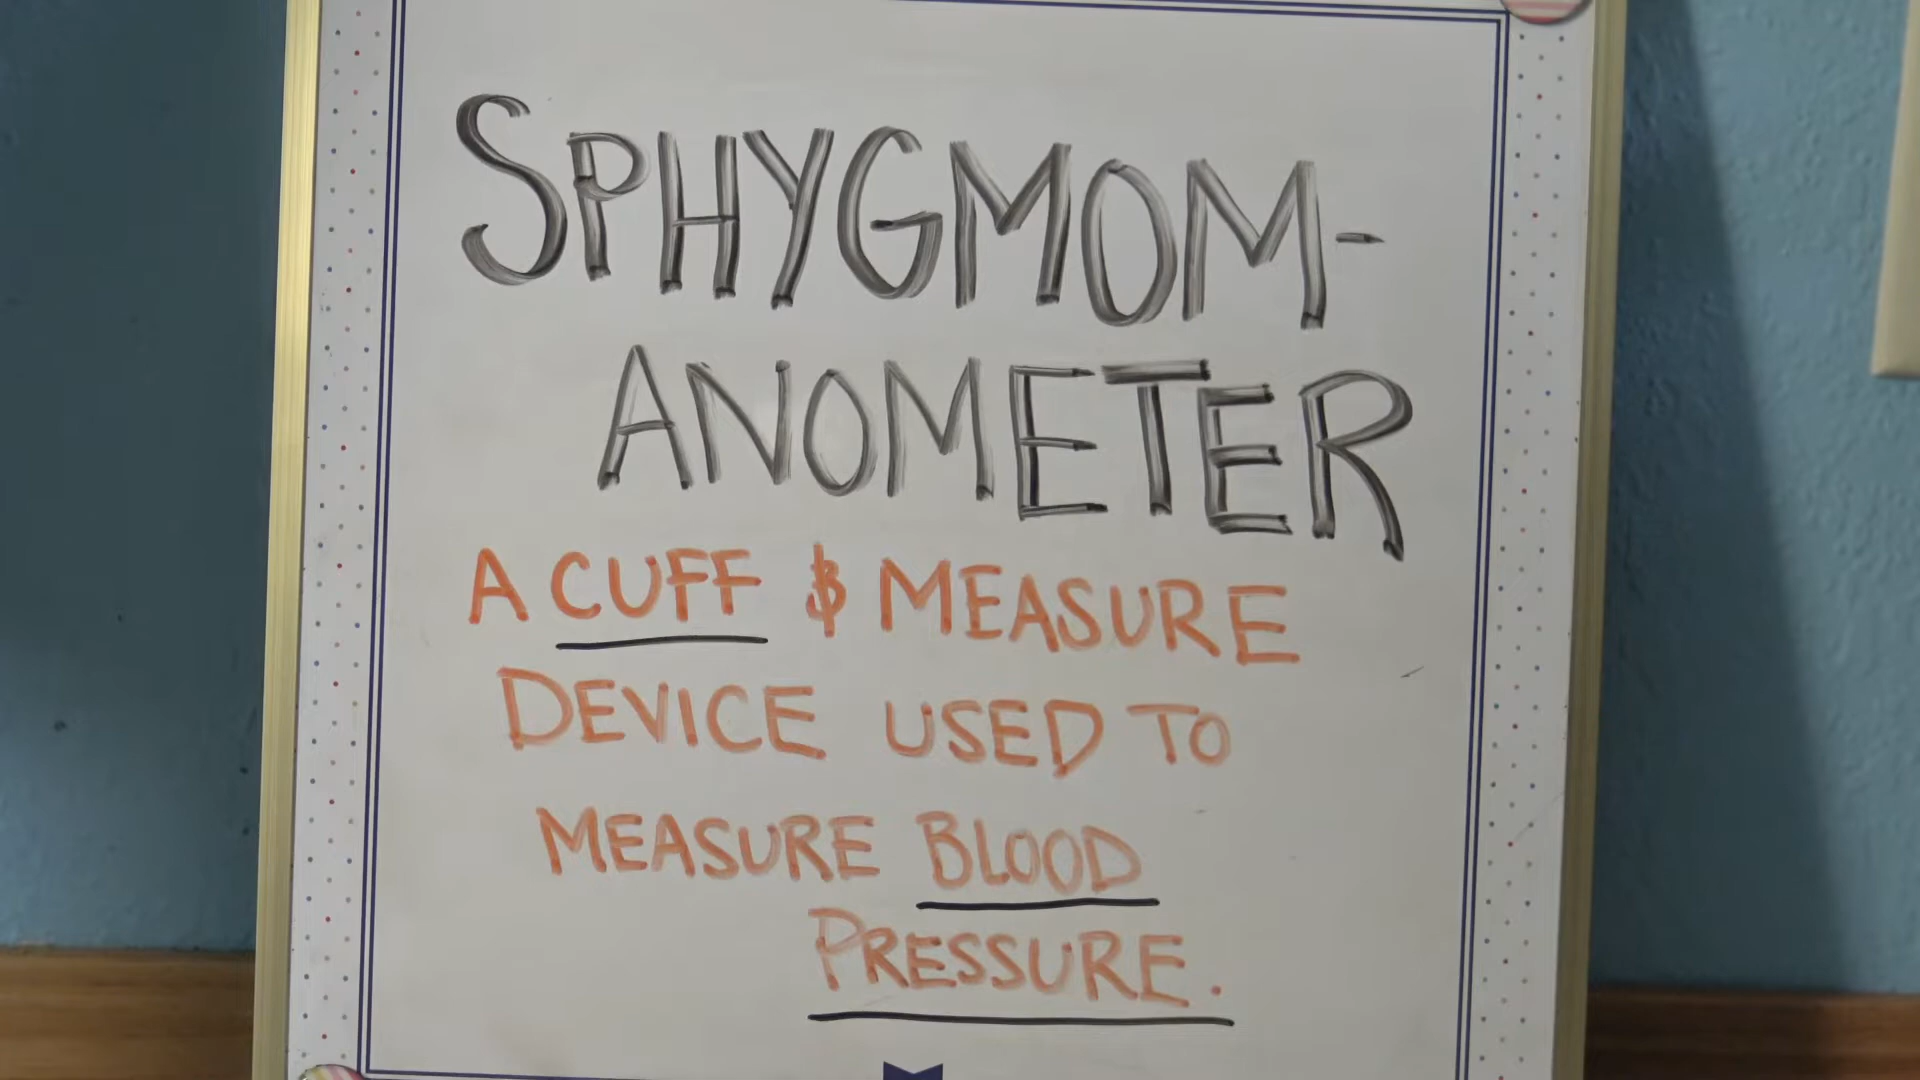 SPHYGMOM-
ANOMETER
A CUFF & MEASURE
DEVICE USED TO
MEASURE BLOOD
PRESSURE.